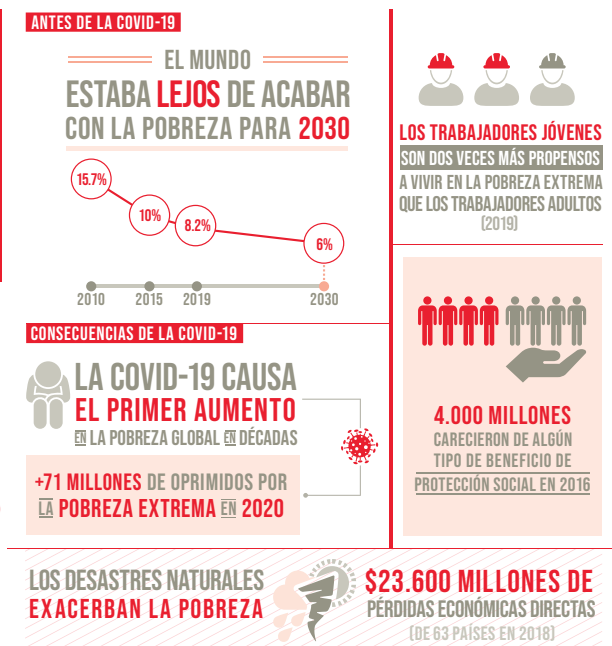 ANTES DE LA COVID-19
EL MUNDO
ESTABA LEJOS DE ACABAR
CON LA POBREZA PARA 2030
15.7%
10%
8.2%
6%
2010 2015 2019 2030
LOS TRABAJADORES JÓVENES
SON DOS VECES MÁS PROPENSOS
A VIVIR EN LA POBREZA EXTREMA
QUE LOS TRABAJADORES ADULTOS
(2019)
CONSECUENCIAS DE LA COVID-19
LA COVID-19 CAUSA
EL PRIMER AUMENTO
EN LA POBREZA GLOBAL EN DÉCADAS
+71 MILLONES DE OPRIMIDOS POR
LA POBREZA EXTREMA EN 2020
4.000 MILLONES
CARECIERON DE ALGÚN
TIPO DE BENEFICIO DE
PROTECCIÓN SOCIAL EN 2016
LOS DESASTRES NATURALES
EXACERBAN LA POBREZA
$23.600 MILLONES DE
PÉRDIDAS ECONÓMICAS DIRECTAS
(DE 63 PAÍSES EN 2018)